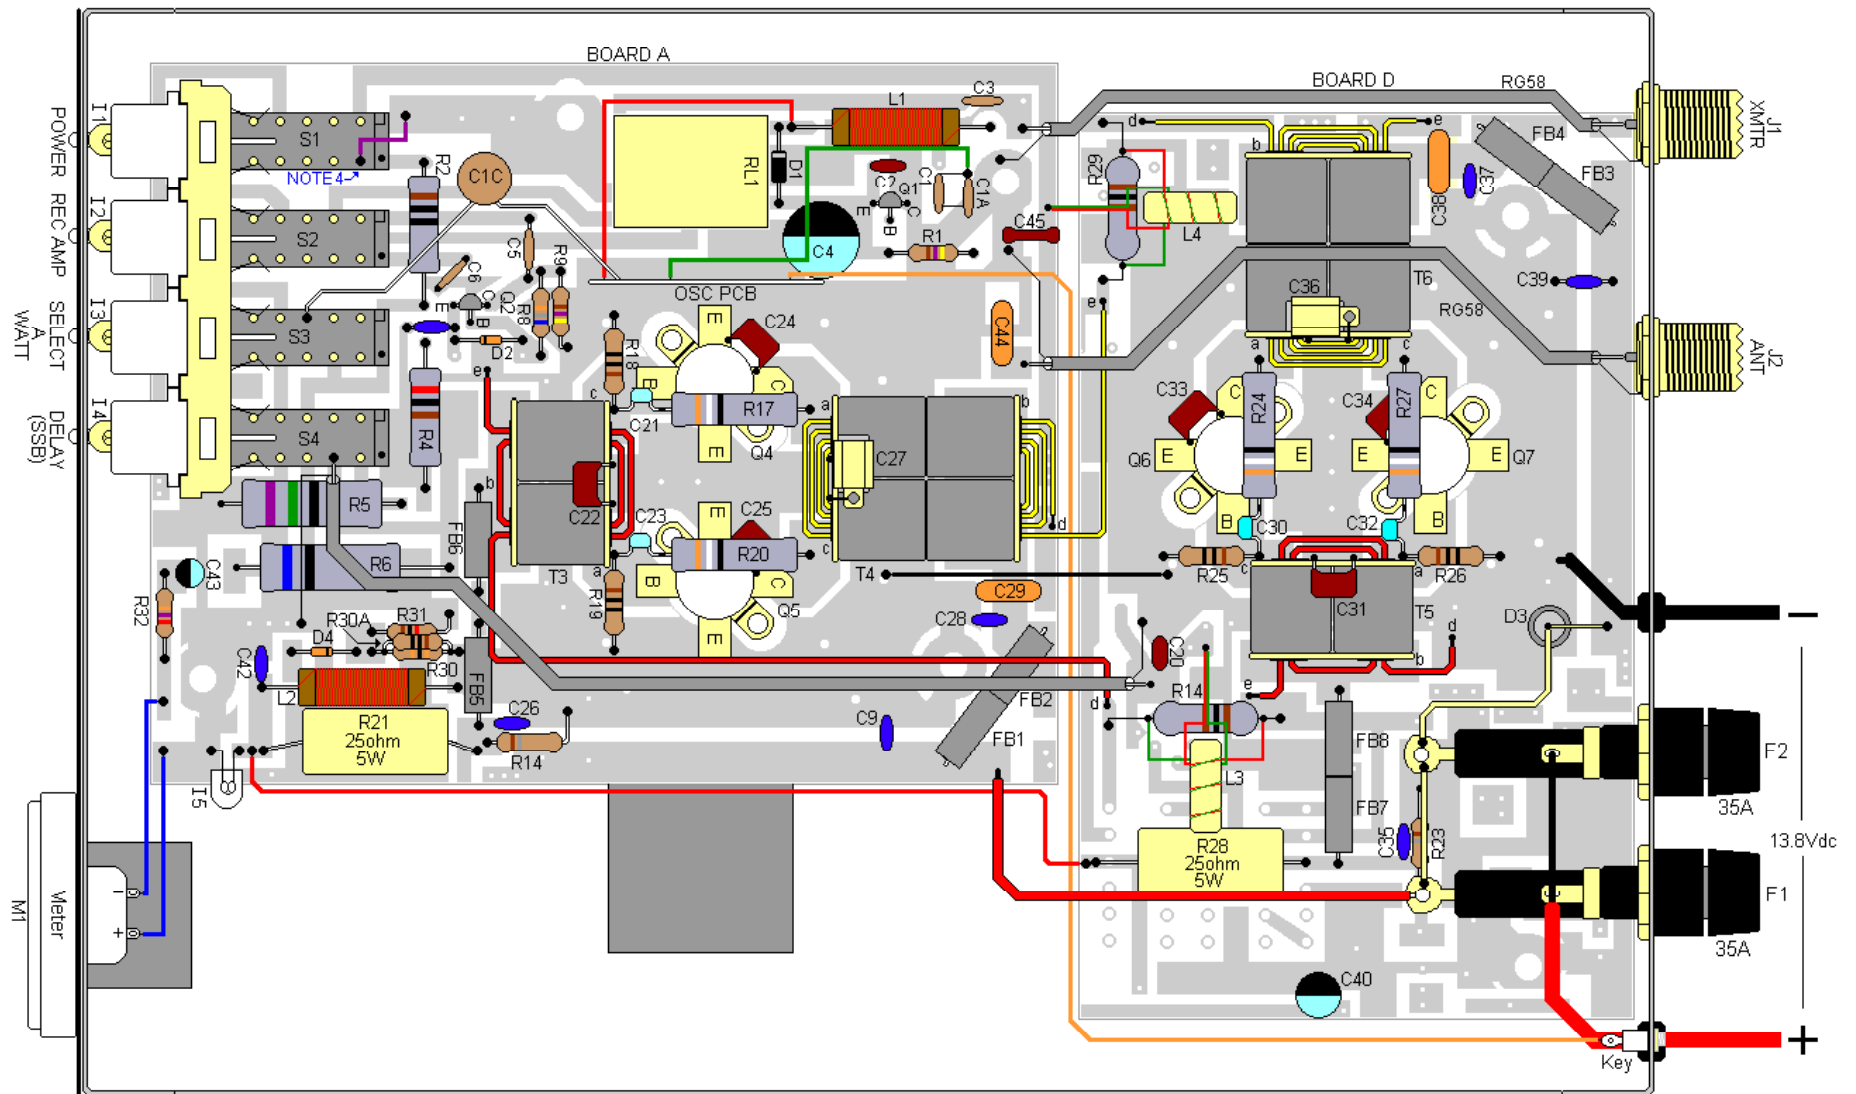 BOARD A
BOARD D
RG58
J1
XMTR
POWER
I1
S1
NOTE4
R2
C1C
RL1
D1
L1
C3
C2
Q1
E
C
B
C1
C1A
C4
R1
C45
R29
d
b
e
L4
C38
C37
FB4
FB3
REC AMP
I2
S2
C5
C6
R9
E
C
B
Q2
R8
D2
OSC PCB
e
T6
C36
RG58
C39
SELECT
A
WATT
I3
S3
J2
ANT
a
c
R18
E
C24
B
C
C44
e
c
C21
R17
E
Q4
a
b
C27
C33
C
R24
C34
R27
C
Q6
E
E
E
E
Q7
DELAY
(SSB)
I4
S4
R4
R5
b
C22
C23
E
C25
d
B
C30
C32
B
R6
FB6
T3
a
R20
c
T4
B
C
Q5
E
R19
R25
c
a
R26
C43
R32
R30A
R31
D4
R30
C29
C28
C31
T5
D3
d
b
C42
L2
FB5
C20
R14
e
R21
25ohm
5W
C26
R14
C9
FB2
FB1
d
FB8
FB7
F2
35A
I5
L3
R28
25ohm
5W
C35
R23
13.8Vdc
F1
35A
Meter
M1
−
+
C40
Key
−
+